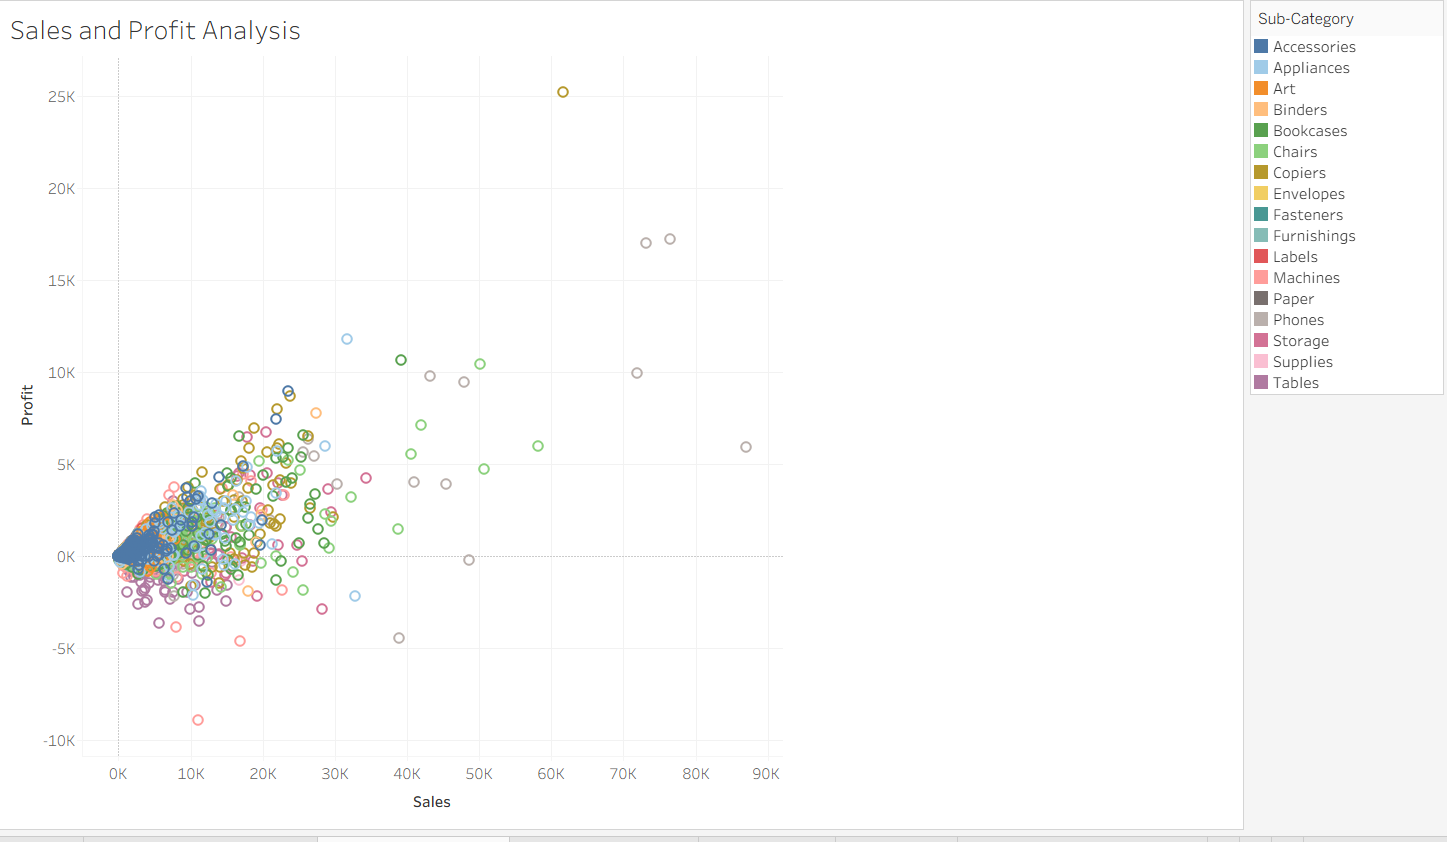 Sales and Profit Analysis
25K
20K
15K
10K
5K
0K
-5K
-10K
Profit
0K 10K 20K 30K 40K 50K 60K 70K 80K 90K
Sales
Sub-Category
Accessories
Appliances
Art
Binders
Bookcases
Chairs
Copiers
Envelopes
Fasteners
Furnishings
Labels
Machines
Paper
Phones
Storage
Supplies
Tables